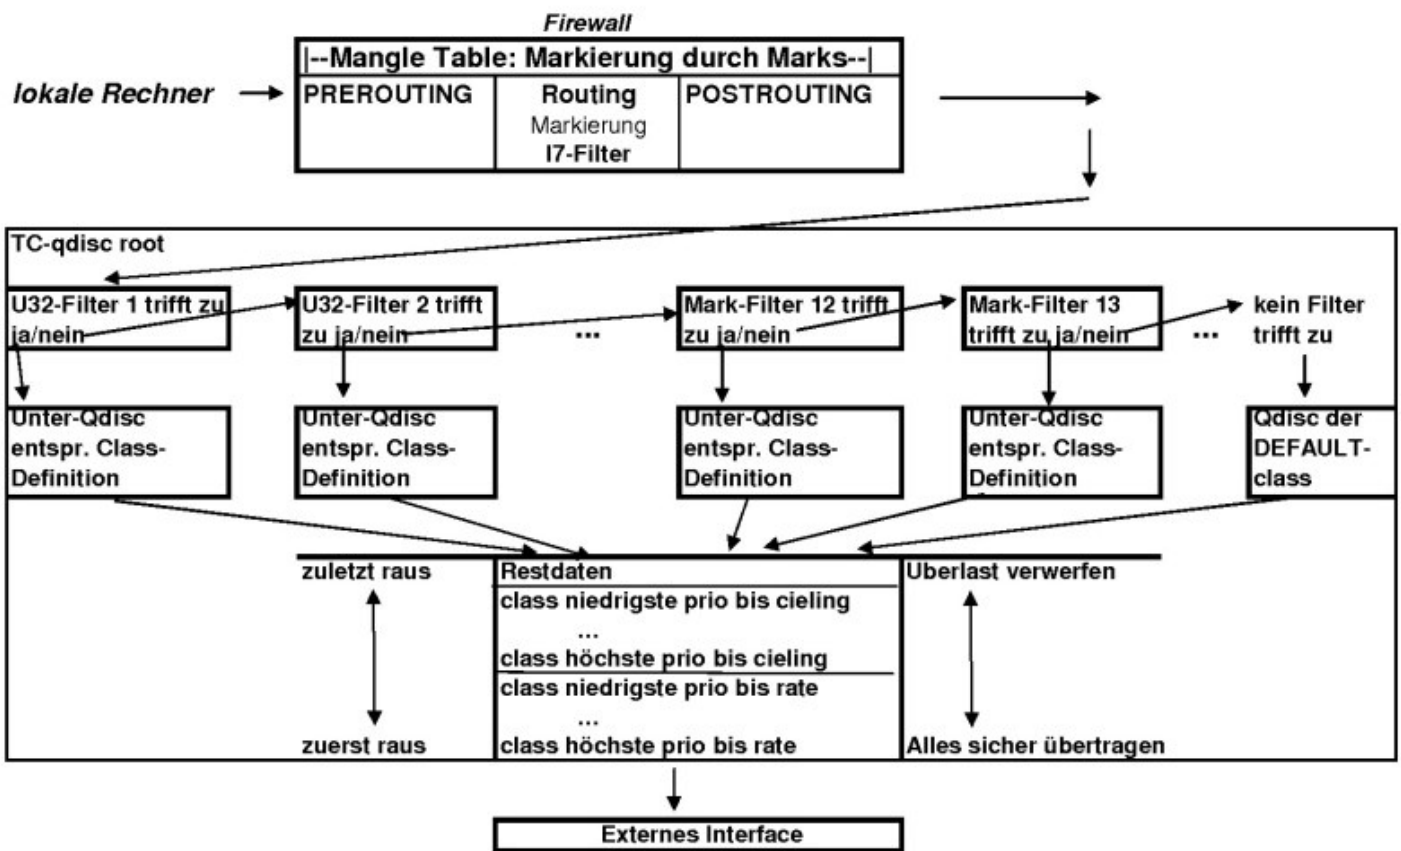 Firewall
|--Mangle Table: Markierung durch Marks--|
lokale Rechner
PREROUTING
Routing
POSTROUTING
Markierung
l7-Filter
TC-qdisc root
U32-Filter 1 trifft zu
ja/nein
U32-Filter 2 trifft
zu ja/nein
...
Mark-Filter 12 trifft
zu ja/nein
Mark-Filter 13
trifft zu ja/nein
...
kein Filter
trifft zu
Unter-Qdisc
entspr. Class-
Definition
Unter-Qdisc
entspr. Class-
Definition
Unter-Qdisc
entspr. Class-
Definition
Unter-Qdisc
entspr. Class-
Definition
Qdisc der
DEFAULT-
class
zuletzt raus
Restdaten
Überlast verwerfen
class niedrigste prio bis cieling
...
class höchste prio bis cieling
class niedrigste prio bis rate
...
zuerst raus
class höchste prio bis rate
Alles sicher übertragen
Externes Interface